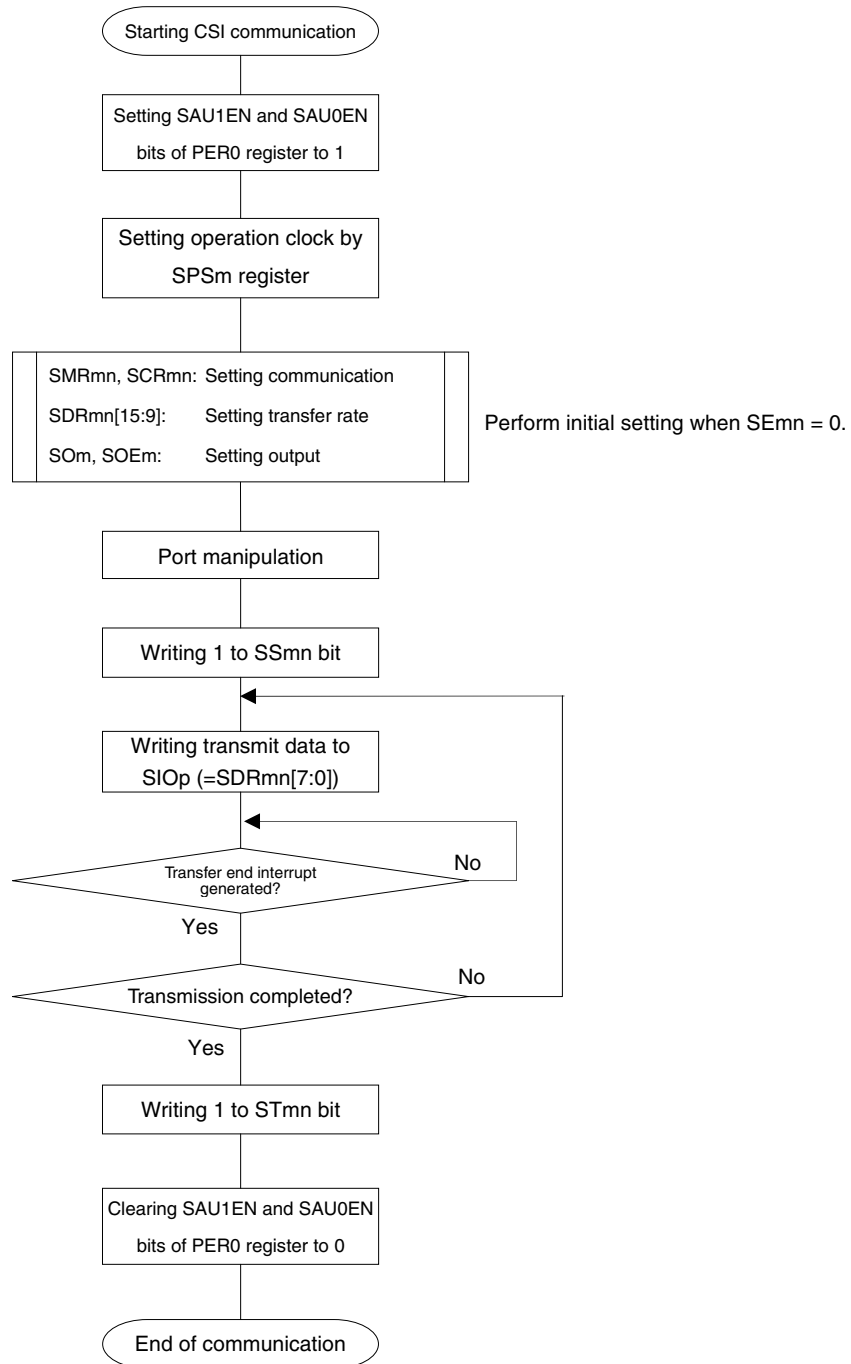 Starting CSI communication
Setting SAU1EN and SAU0EN
bits of PER0 register to 1
Setting operation clock by
SPSm register
SMRmn, SCRmn: Setting communication
SDRmn[15:9]: Setting transfer rate
SOm, SOEm: Setting output
Perform initial setting when SEmn = 0.
Port manipulation
Writing 1 to SSmn bit
Writing transmit data to
SIOp (=SDRmn[7:0])
Transfer end interrupt
generated?
No
Yes
Transmission completed?
No
Yes
Writing 1 to STmn bit
Clearing SAU1EN and SAU0EN
bits of PER0 register to 0
End of communication